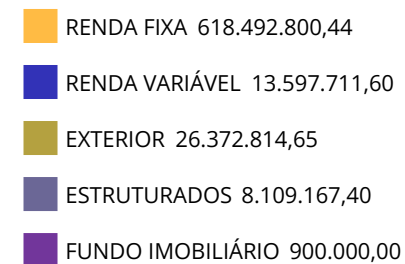 RENDA FIXA 618.492.800,44
RENDA VARIÁVEL 13.597.711,60
EXTERIOR 26.372.814,65
ESTRUTURADOS 8.109.167,40
FUNDO IMOBILIÁRIO 900.000,00